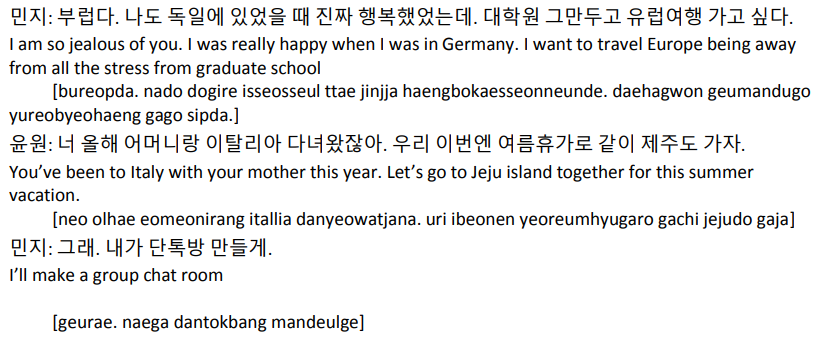 민지: 부럽다. 나도 독일에 있었을 때 진짜 행복했었는데. 대학원 그만두고 유럽여행 가고 싶다.
I am so jealous of you. I was really happy when I was in Germany. I want to travel Europe being away
from all the stress from graduate school
[bureopda. nado dogire isseosseul ttae jinjja haengbokaesseonneunde. daehagwon geumandugo
yureobyeohaeng gago sipda.]
윤원: 너 올해 어머니랑 이탈리아 다녀왔잖아. 우리 이번엔 여름휴가로 같이 제주도 가자.
You’ve been to Italy with your mother this year. Let’s go to Jeju island together for this summer
vacation.
[neo olhae eomeonirang itallia danyeowatjana. uri ibeonen yeoreumhyugaro gachi jejudo gaja]
민지: 그래. 내가 단톡방 만들게.
I’ll make a group chat room
[geurae. naega dantokbang mandeulge]